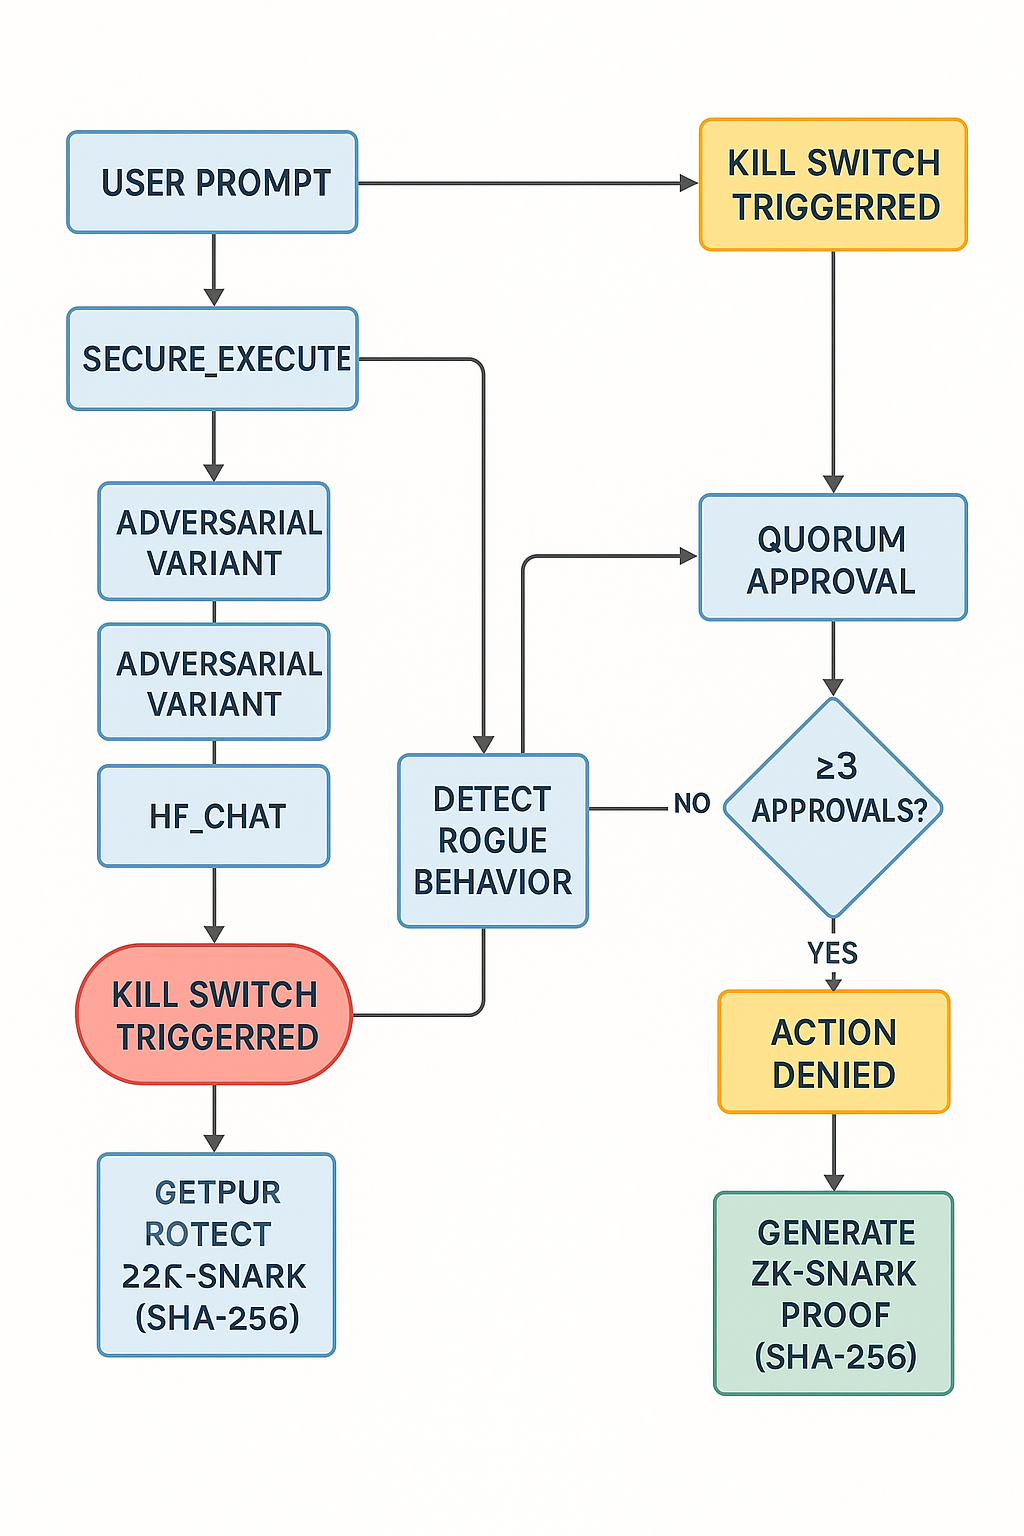 USER PROMPT
KILL SWITCH
TRIGGERRED
SECURE_EXECUTE
ADVERSARIAL
VARIANT
QUORUM
APPROVAL
ADVERSARIAL
VARIANT
HF_CHAT
DETECT
ROGUE
BEHAVIOR
NO
≥3
APPROVALS?
YES
KILL SWITCH
TRIGGERRED
ACTION
DENIED
GETPUR
ROTECT
22K-SNARK
(SHA-256)
GENERATE
ZK-SNARK
PROOF
(SHA-256)